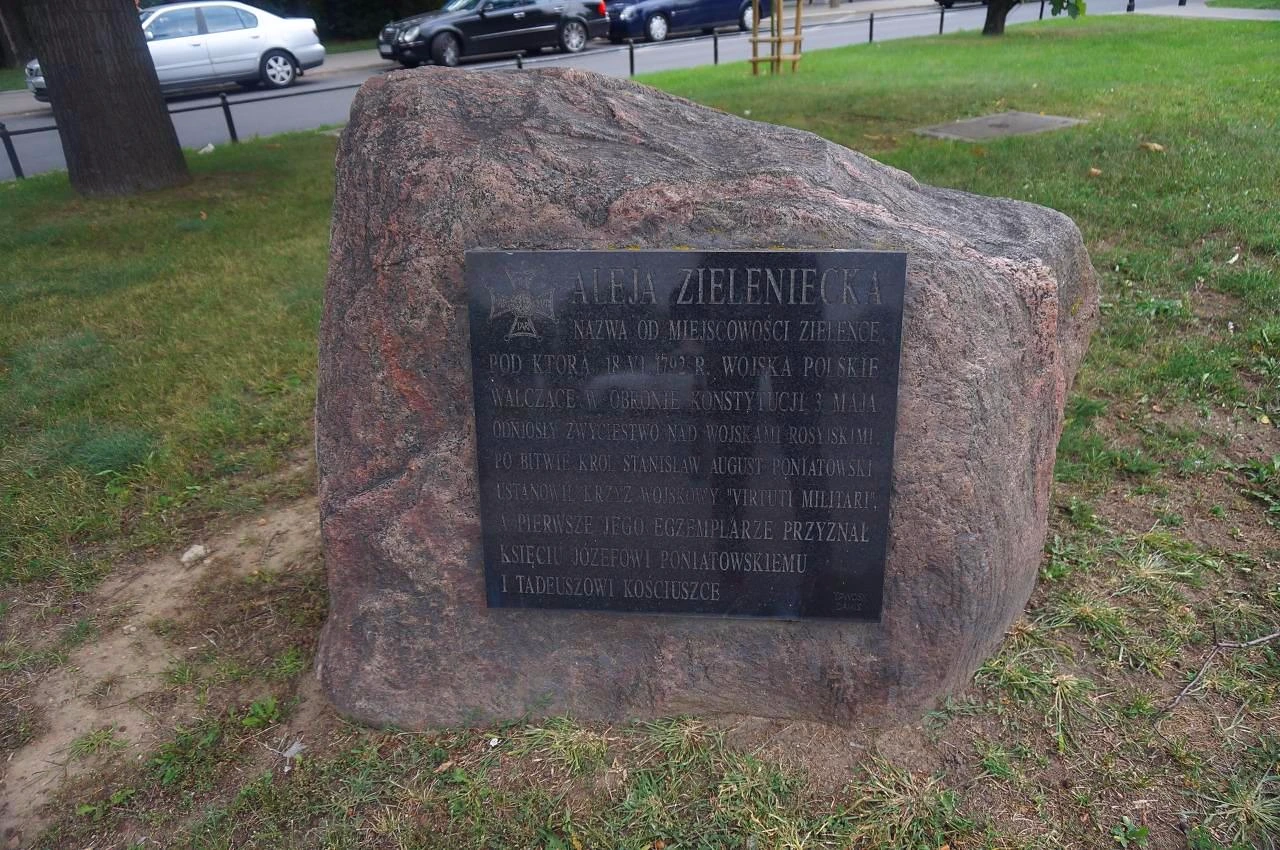 ALEJA ZIELENIECKA
NAZWA OD MIEJSCOWOŚCI ZIELEŃCE,
POD KTÓRĄ 18.VI.1792 R. WOJSKA POLSKIE
WALCZĄCE W OBRONIE KONSTYTUCJI 3 MAJA
ODNIOSŁY ZWYCIĘSTWO NAD WOJSKAMI ROSYJSKIMI.
PO BITWIE KRÓL STANISŁAW AUGUST PONIATOWSKI
USTANOWIŁ KRZYŻ WOJSKOWY "VIRTUTI MILITARI",
A PIERWSZE JEGO EGZEMPLARZE PRZYZNAŁ
KSIĘCIU JÓZEFOWI PONIATOWSKIEMU
I TADEUSZOWI KOŚCIUSZCE